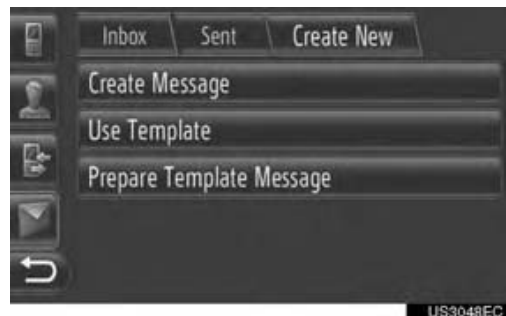 Inbox Sent Create New
Create Message
Use Template
Prepare Template Message
US3048EC